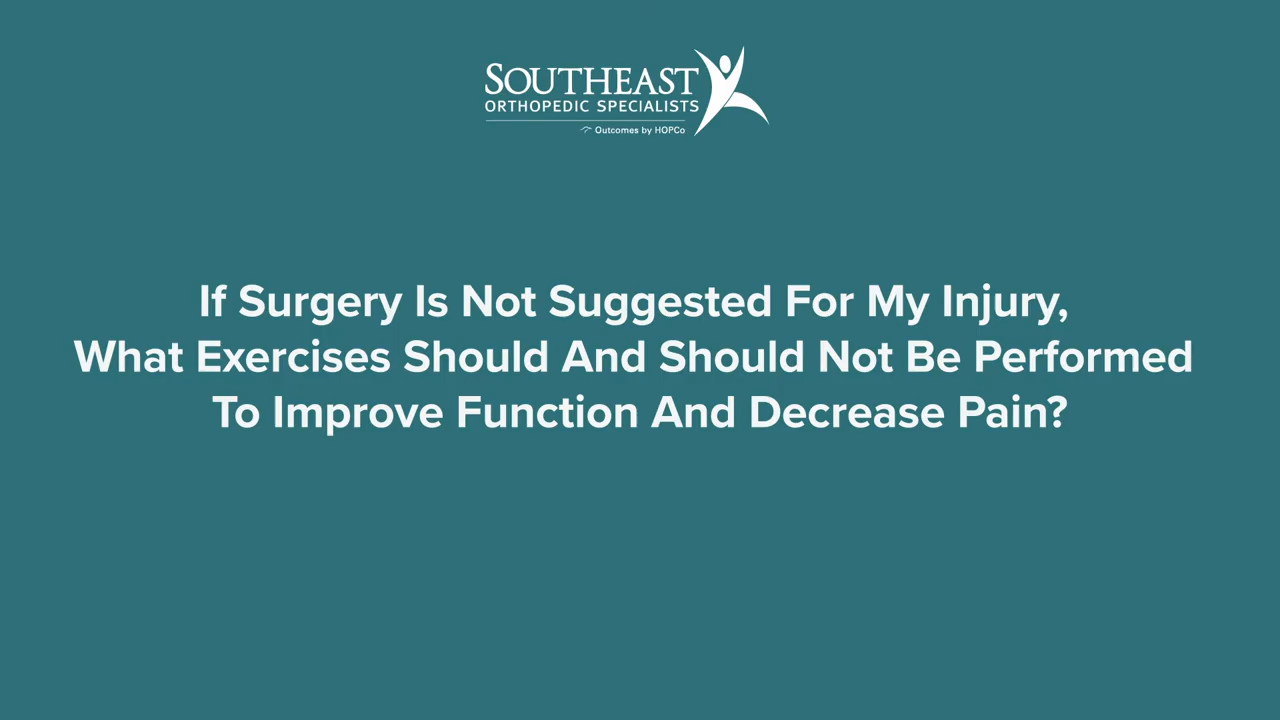 SOUTHEAST
ORTHOPEDIC SPECIALISTS
Outcomes by HOPCo
If Surgery Is Not Suggested For My Injury,
What Exercises Should And Should Not Be Performed
To Improve Function And Decrease Pain?